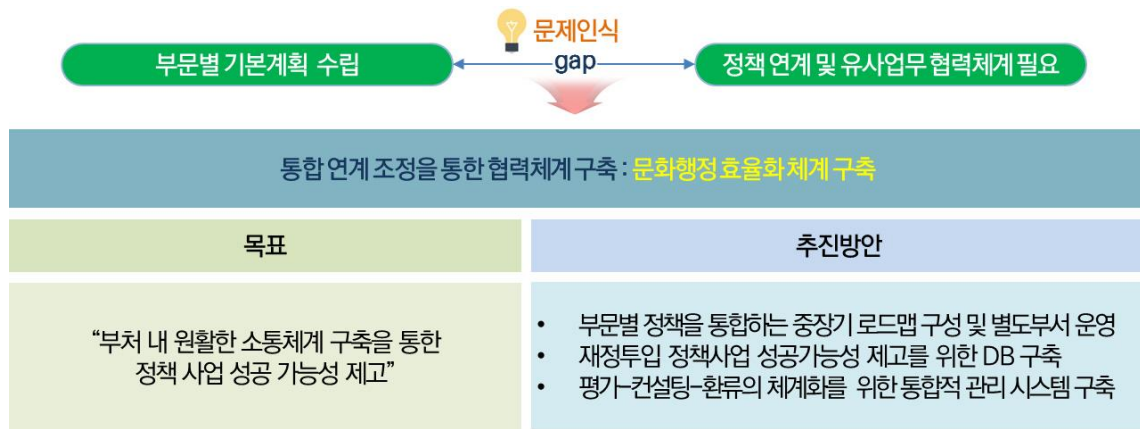 문제인식
부문별 기본계획 수립
gap
정책 연계 및 유사업무 협력체계 필요
통합 연계 조정을 통한 협력체계 구축 : 문화행정 효율화 체계 구축
목표
추진방안
“부처 내 원활한 소통체계 구축을 통한
정책 사업 성공 가능성 제고”
• 부문별 정책을 통합하는 중장기 로드맵 구성 및 별도부서 운영
• 재정투입 정책사업 성공가능성 제고를 위한 DB 구축
• 평가-컨설팅-환류의 체계화를 위한 통합적 관리 시스템 구축